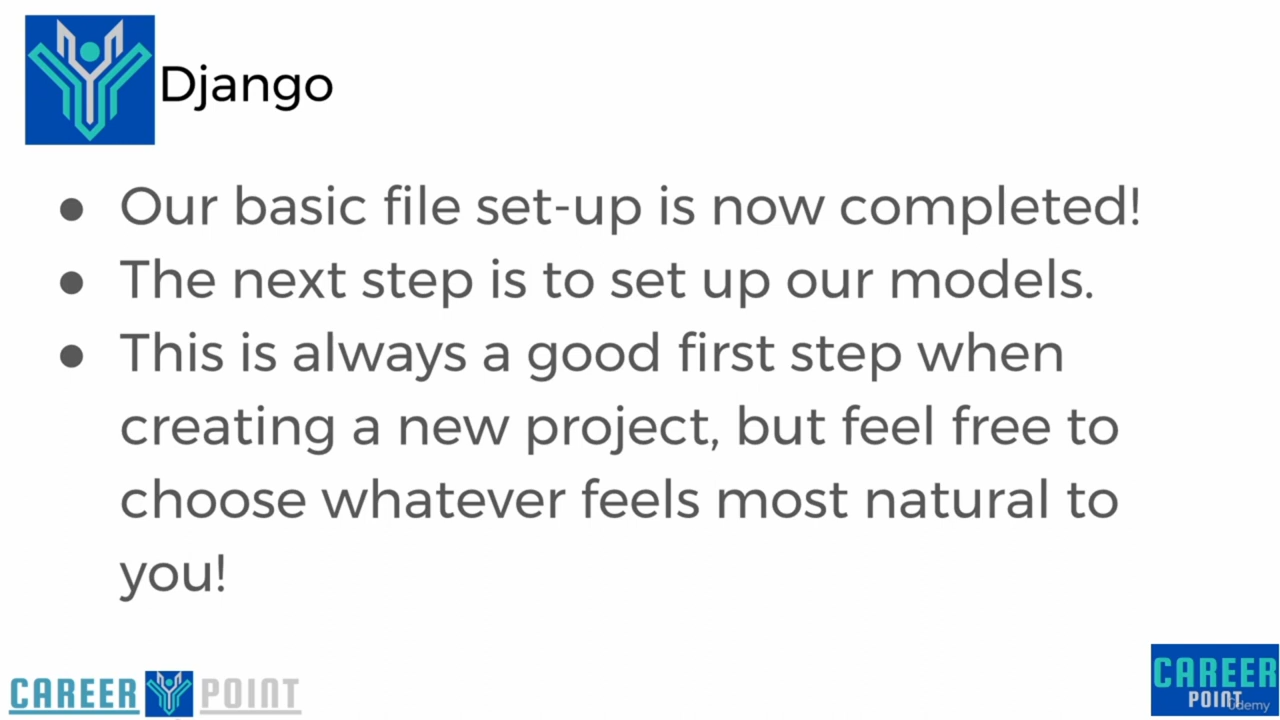 Django
● Our basic file set-up is now completed!
● The next step is to set up our models.
● This is always a good first step when
creating a new project, but feel free to
choose whatever feels most natural to
you!
CAREER POINT
CAREER
POINT
ûdemy